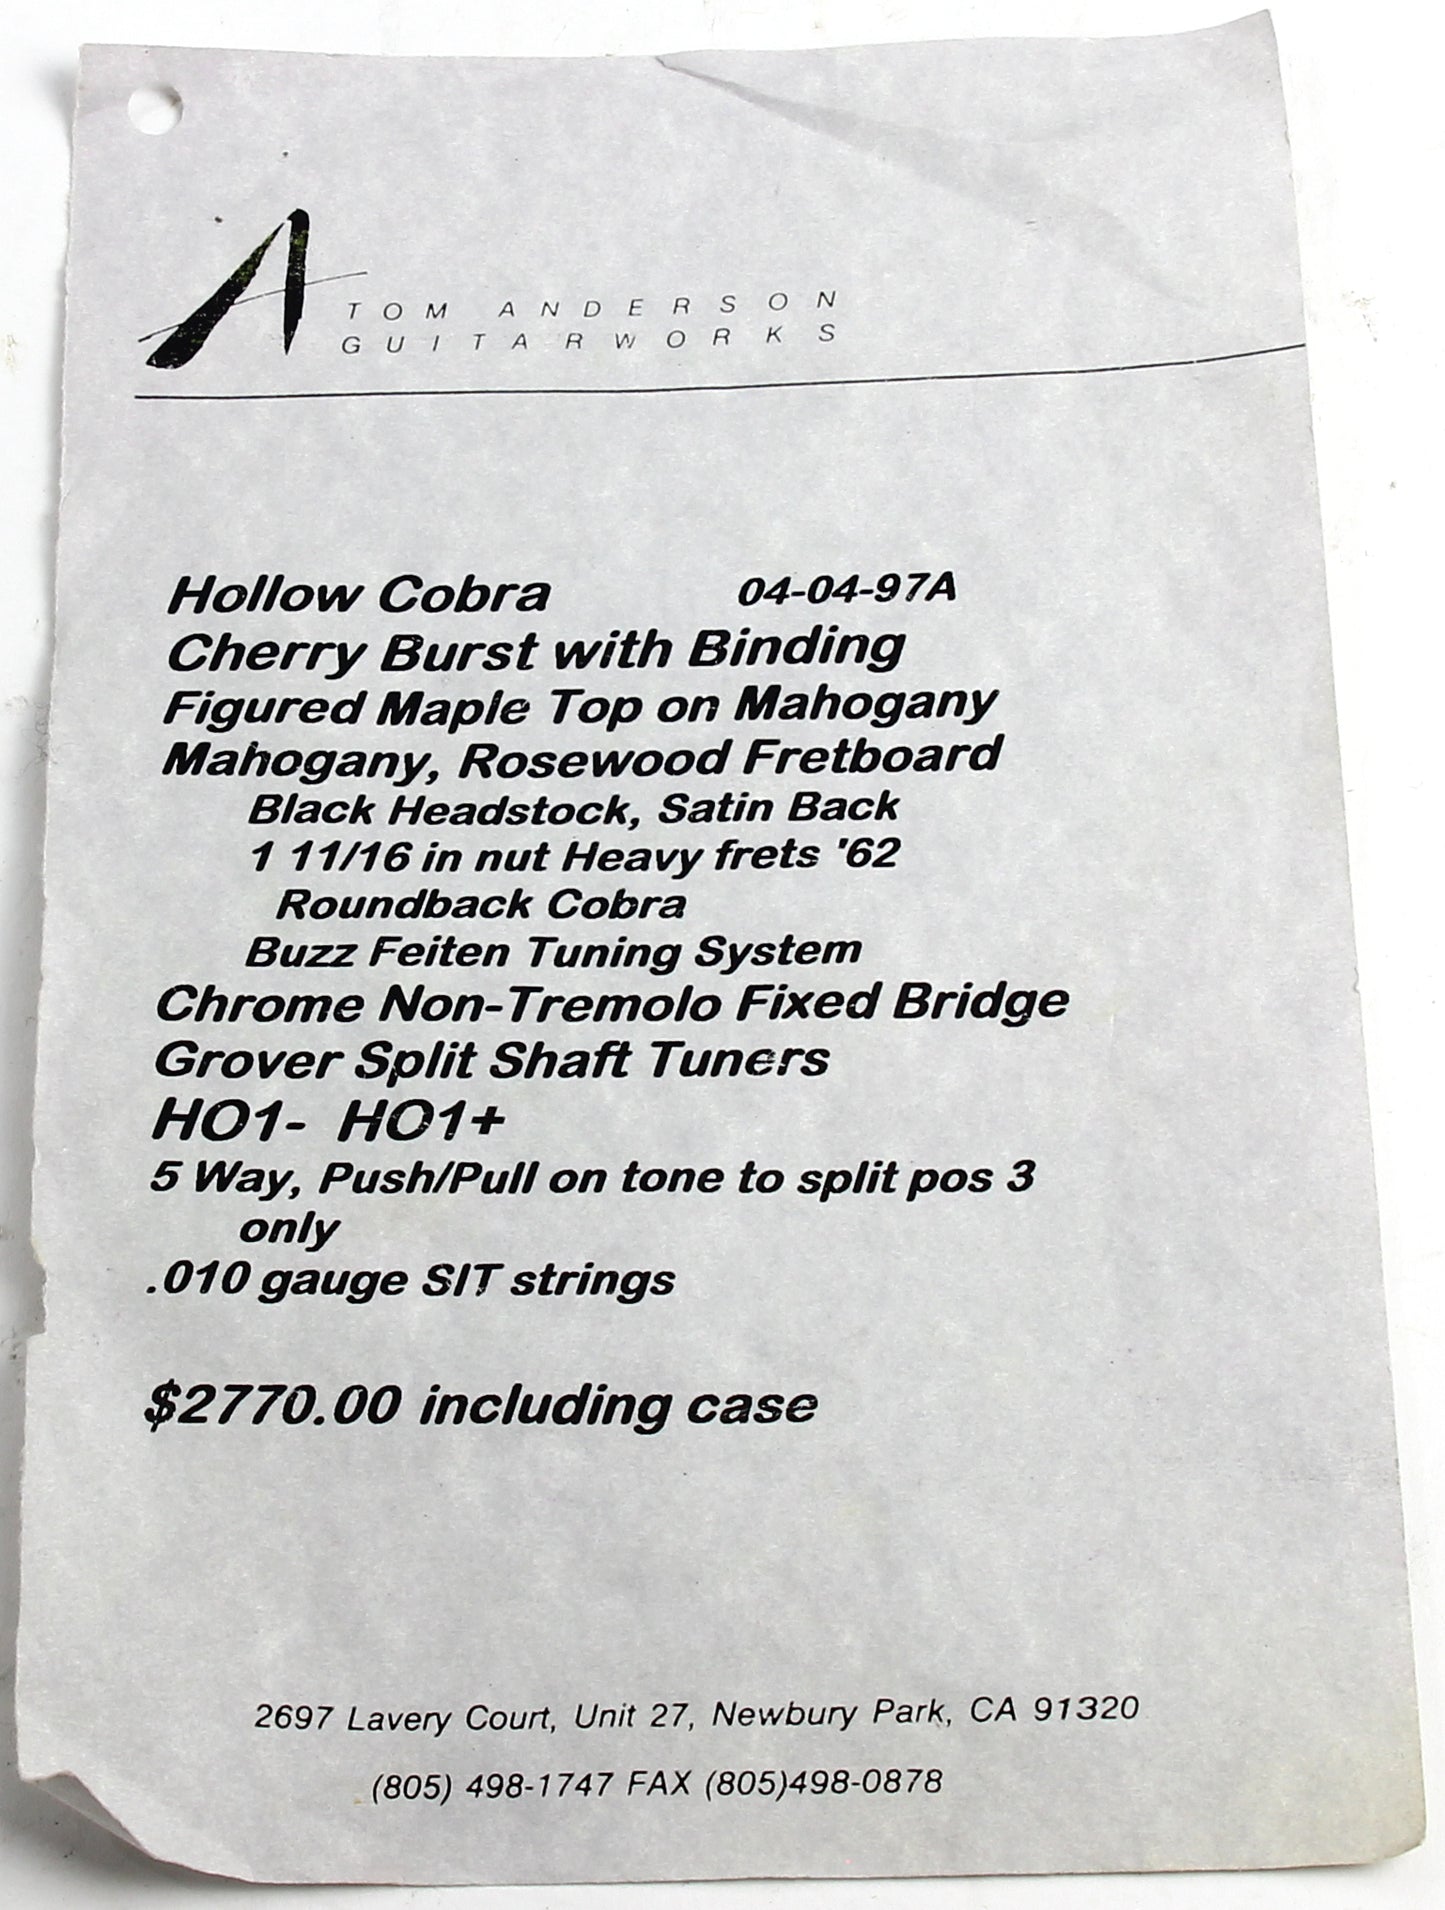 TOM ANDERSON
GUITARWORKS
Hollow Cobra 04-04-97A
Cherry Burst with Binding
Figured Maple Top on Mahogany
Mahogany, Rosewood Fretboard
Black Headstock, Satin Back
1 11/16 in nut Heavy frets '62
Roundback Cobra
Buzz Feiten Tuning System
Chrome Non-Tremolo Fixed Bridge
Grover Split Shaft Tuners
HO1- HO1+
5 Way, Push/Pull on tone to split pos 3
only
.010 gauge SIT strings
$2770.00 including case
2697 Lavery Court, Unit 27, Newbury Park, CA 91320
(805) 498-1747 FAX (805)498-0878